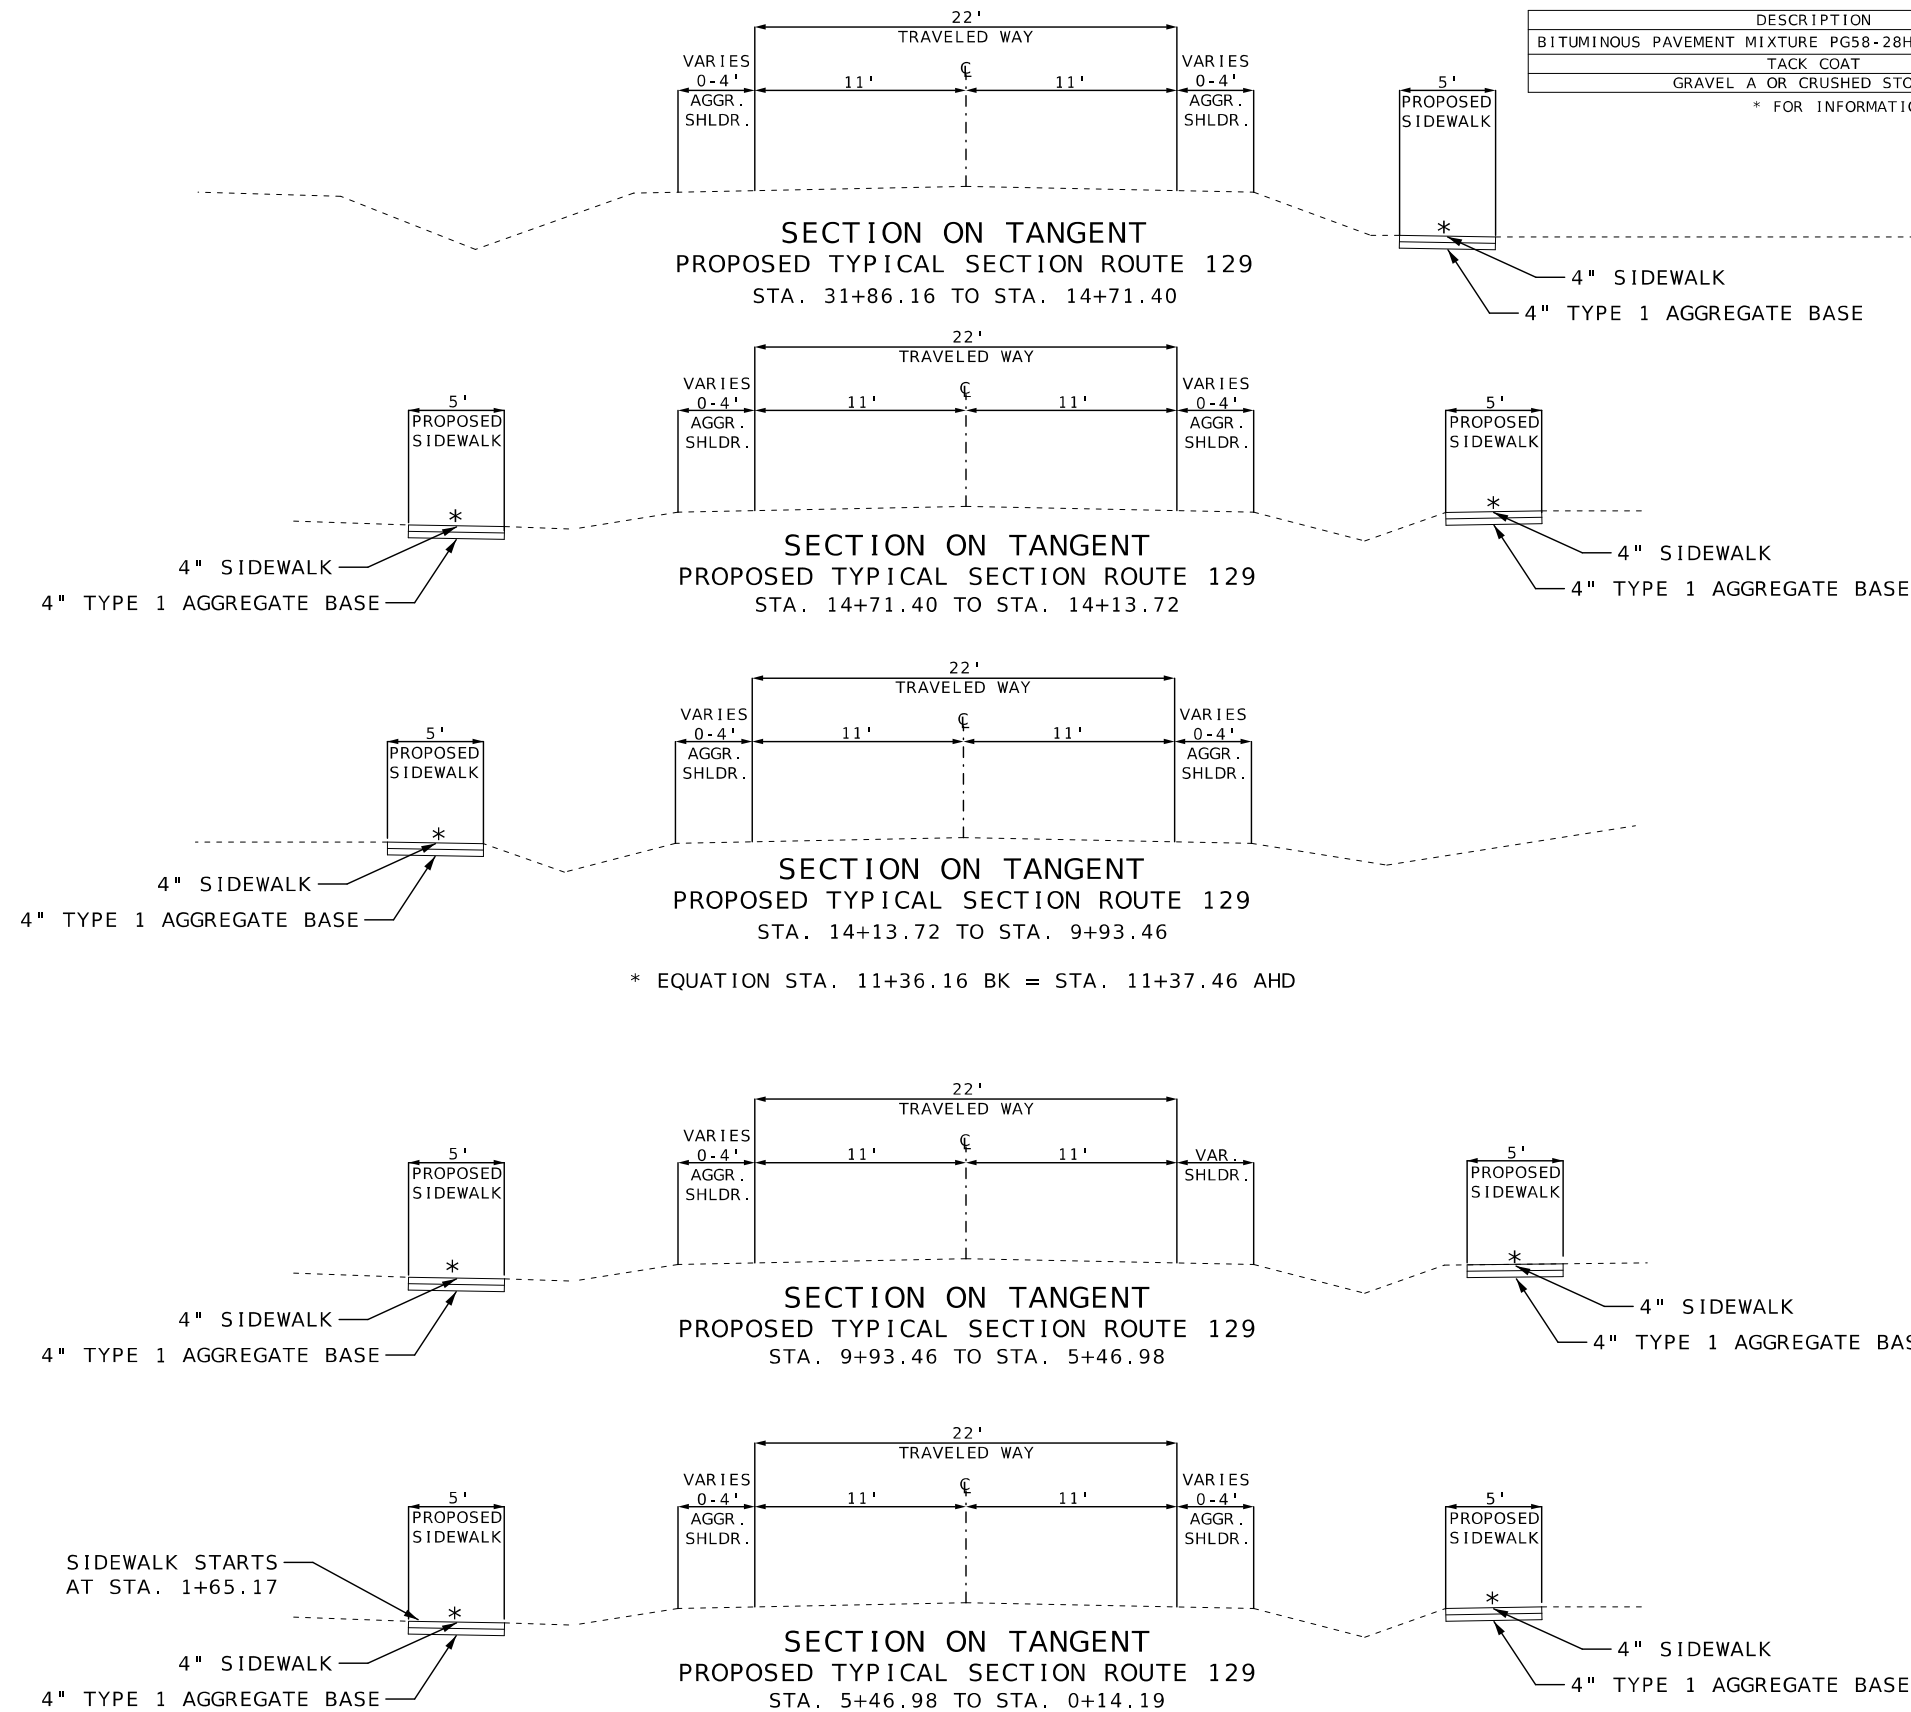 DESCRIPTION
BITUMINOUS PAVEMENT MIXTURE PG58-28H
TACK COAT
GRAVEL A OR CRUSHED
* FOR
22'
TRAVELED WAY
VARIES
0-4'
AGGR.
SHLDR.
11'
℄
11'
VARIES
0-4'
AGGR.
SHLDR.
5'
PROPOSED
SIDEWALK
*
4" SIDEWALK
4" TYPE 1 AGGREGATE BASE
SECTION ON TANGENT
PROPOSED TYPICAL SECTION ROUTE 129
STA. 31+86.16 TO STA. 14+71.40
22'
TRAVELED WAY
5'
PROPOSED
SIDEWALK
*
4" SIDEWALK
4" TYPE 1 AGGREGATE BASE
VARIES
0-4'
AGGR.
SHLDR.
11'
℄
11'
VARIES
0-4'
AGGR.
SHLDR.
5'
PROPOSED
SIDEWALK
*
4" SIDEWALK
4" TYPE 1 AGGREGATE BASE
SECTION ON TANGENT
PROPOSED TYPICAL SECTION ROUTE 129
STA. 14+71.40 TO STA. 14+13.72
22'
TRAVELED WAY
5'
PROPOSED
SIDEWALK
*
4" SIDEWALK
4" TYPE 1 AGGREGATE BASE
VARIES
0-4'
AGGR.
SHLDR.
11'
℄
11'
VARIES
0-4'
AGGR.
SHLDR.
SECTION ON TANGENT
PROPOSED TYPICAL SECTION ROUTE 129
STA. 14+13.72 TO STA. 9+93.46
* EQUATION STA. 11+36.16 BK = STA. 11+37.46 AHD
22'
TRAVELED WAY
5'
PROPOSED
SIDEWALK
*
4" SIDEWALK
4" TYPE 1 AGGREGATE BASE
VARIES
0-4'
AGGR.
SHLDR.
11'
℄
11'
VAR.
SHLDR.
5'
PROPOSED
SIDEWALK
*
4" SIDEWALK
4" TYPE 1 AGGREGATE
SECTION ON TANGENT
PROPOSED TYPICAL SECTION ROUTE 129
STA. 9+93.46 TO STA. 5+46.98
22'
TRAVELED WAY
5'
PROPOSED
SIDEWALK
SIDEWALK STARTS
AT STA. 1+65.17
*
4" SIDEWALK
4" TYPE 1 AGGREGATE BASE
VARIES
0-4'
AGGR.
SHLDR.
11'
℄
11'
VARIES
0-4'
AGGR.
SHLDR.
5'
PROPOSED
SIDEWALK
*
4" SIDEWALK
4" TYPE 1 AGGREGATE BASE
SECTION ON TANGENT
PROPOSED TYPICAL SECTION ROUTE 129
STA. 5+46.98 TO STA. 0+14.19